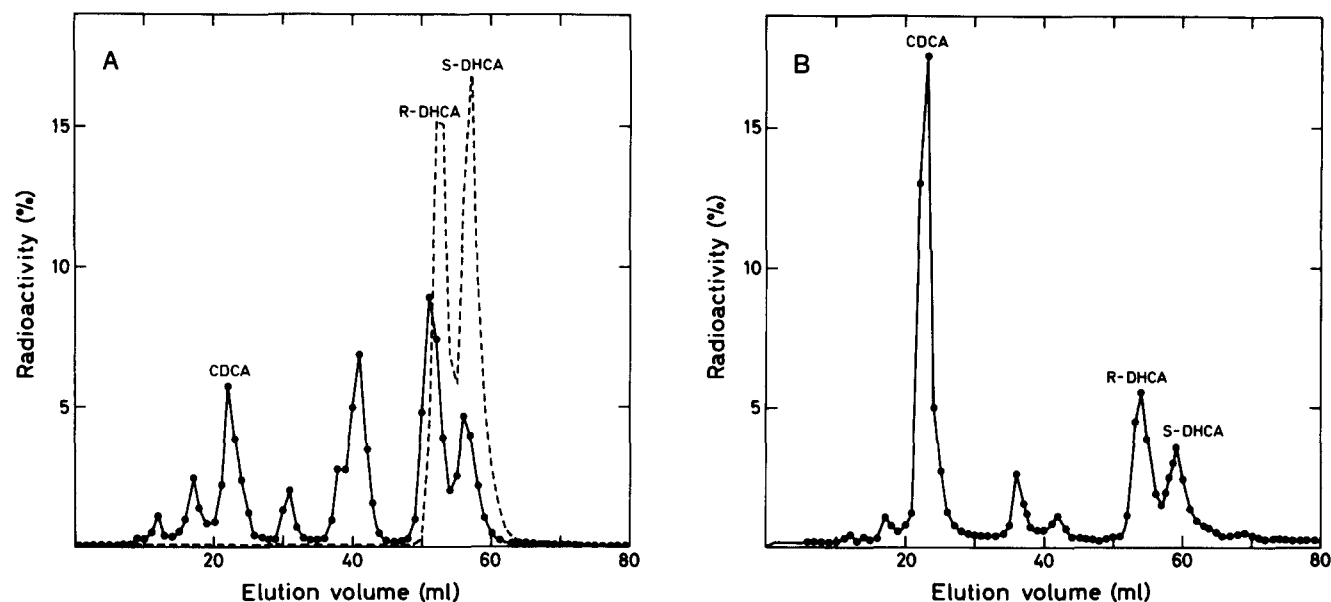 A
S-DHCA
R-DHCA
CDCA
15
10
5
20
40
60
80
Radioactivity (%)
Elution volume (ml)
B
CDCA
R-DHCA
S-DHCA
15
10
5
20
40
60
80
Radioactivity (%)
Elution volume (ml)